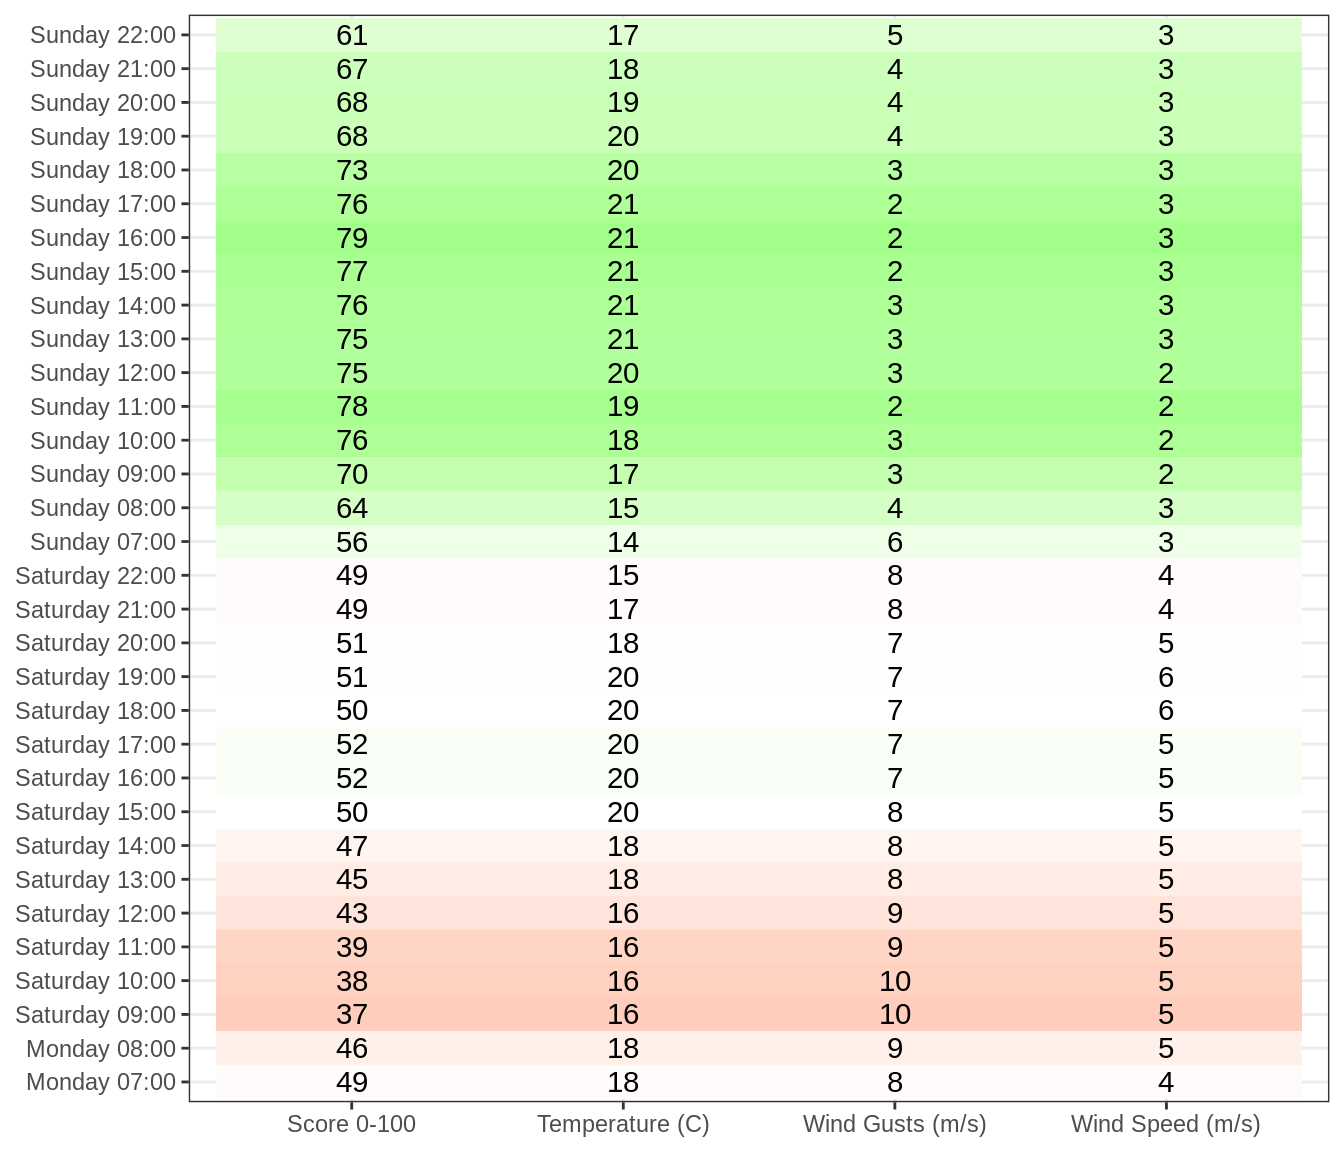 Sunday 22:00 61 17 5 3
Sunday 21:00 67 18 4 3
Sunday 20:00 68 19 4 3
Sunday 19:00 68 20 4 3
Sunday 18:00 73 20 3 3
Sunday 17:00 76 21 2 3
Sunday 16:00 79 21 2 3
Sunday 15:00 77 21 2 3
Sunday 14:00 76 21 3 3
Sunday 13:00 75 21 3 3
Sunday 12:00 75 20 3 2
Sunday 11:00 78 19 2 2
Sunday 10:00 76 18 3 2
Sunday 09:00 70 17 3 2
Sunday 08:00 64 15 4 3
Sunday 07:00 56 14 6 3
Saturday 22:00 49 15 8 4
Saturday 21:00 49 17 8 4
Saturday 20:00 51 18 7 5
Saturday 19:00 51 20 7 6
Saturday 18:00 50 20 7 6
Saturday 17:00 52 20 7 5
Saturday 16:00 52 20 7 5
Saturday 15:00 50 20 8 5
Saturday 14:00 47 18 8 5
Saturday 13:00 45 18 8 5
Saturday 12:00 43 16 9 5
Saturday 11:00 39 16 9 5
Saturday 10:00 38 16 10 5
Saturday 09:00 37 16 10 5
Monday 08:00 46 18 9 5
Monday 07:00 49 18 8 4
Score 0-100 Temperature (C) Wind Gusts (m/s) Wind Speed (m/s)